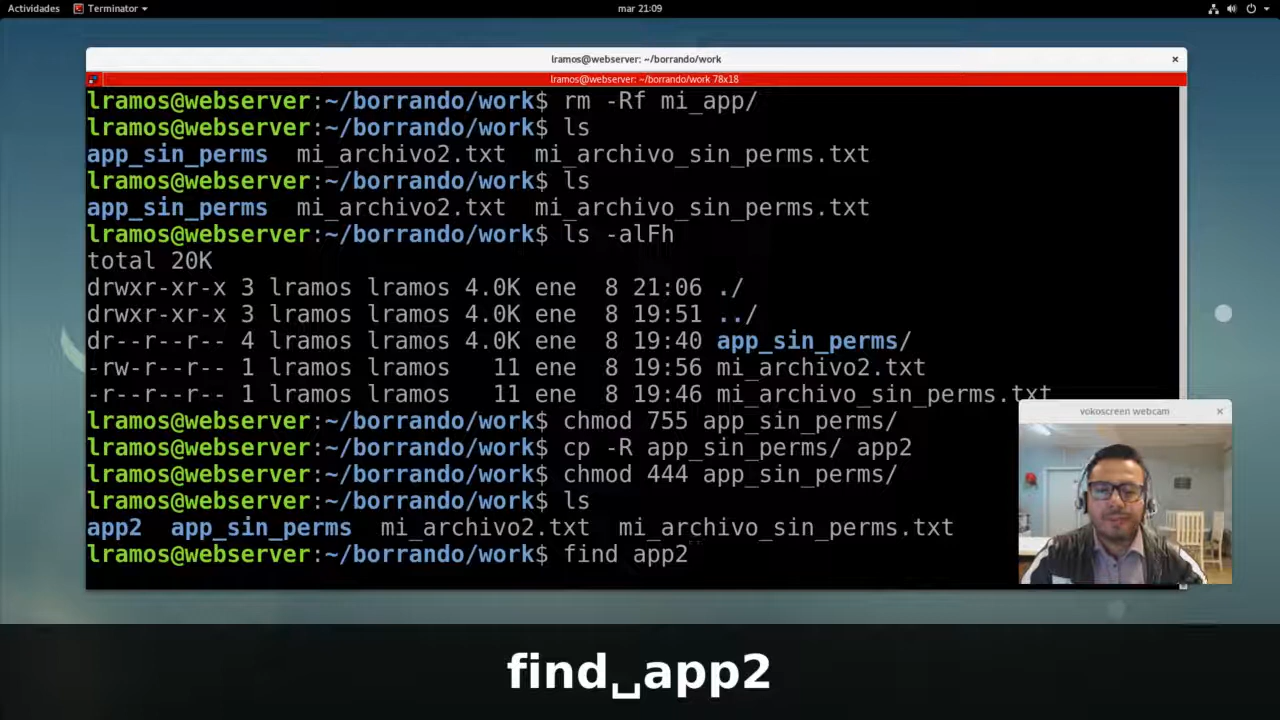 Actividades Terminator mar 21:09
lramos@webserver: ~/borrando/work
lramos@webserver: ~/borrando/work 78x18
lramos@webserver:~/borrando/work$ rm -Rf mi_app/
lramos@webserver:~/borrando/work$ ls
app_sin_perms mi_archivo2.txt mi_archivo_sin_perms.txt
lramos@webserver:~/borrando/work$ ls
app_sin_perms mi_archivo2.txt mi_archivo_sin_perms.txt
lramos@webserver:~/borrando/work$ ls -alFh
total 20K
drwxr-xr-x 3 lramos lramos 4.0K ene 8 21:06 ./
drwxr-xr-x 3 lramos lramos 4.0K ene 8 19:51 ../
dr--r--r-- 4 lramos lramos 4.0K ene 8 19:40 app_sin_perms/
-rw-r--r-- 1 lramos lramos 11 ene 8 19:56 mi_archivo2.txt
-r--r--r-- 1 lramos lramos 11 ene 8 19:46 mi_archivo_sin_perms.txt
lramos@webserver:~/borrando/work$ chmod 755 app_sin_perms/
lramos@webserver:~/borrando/work$ cp -R app_sin_perms/ app2
lramos@webserver:~/borrando/work$ chmod 444 app_sin_perms/
lramos@webserver:~/borrando/work$ ls
app2 app_sin_perms mi_archivo2.txt mi_archivo_sin_perms.txt
lramos@webserver:~/borrando/work$ find app2
vokoscreen webcam
find␣app2